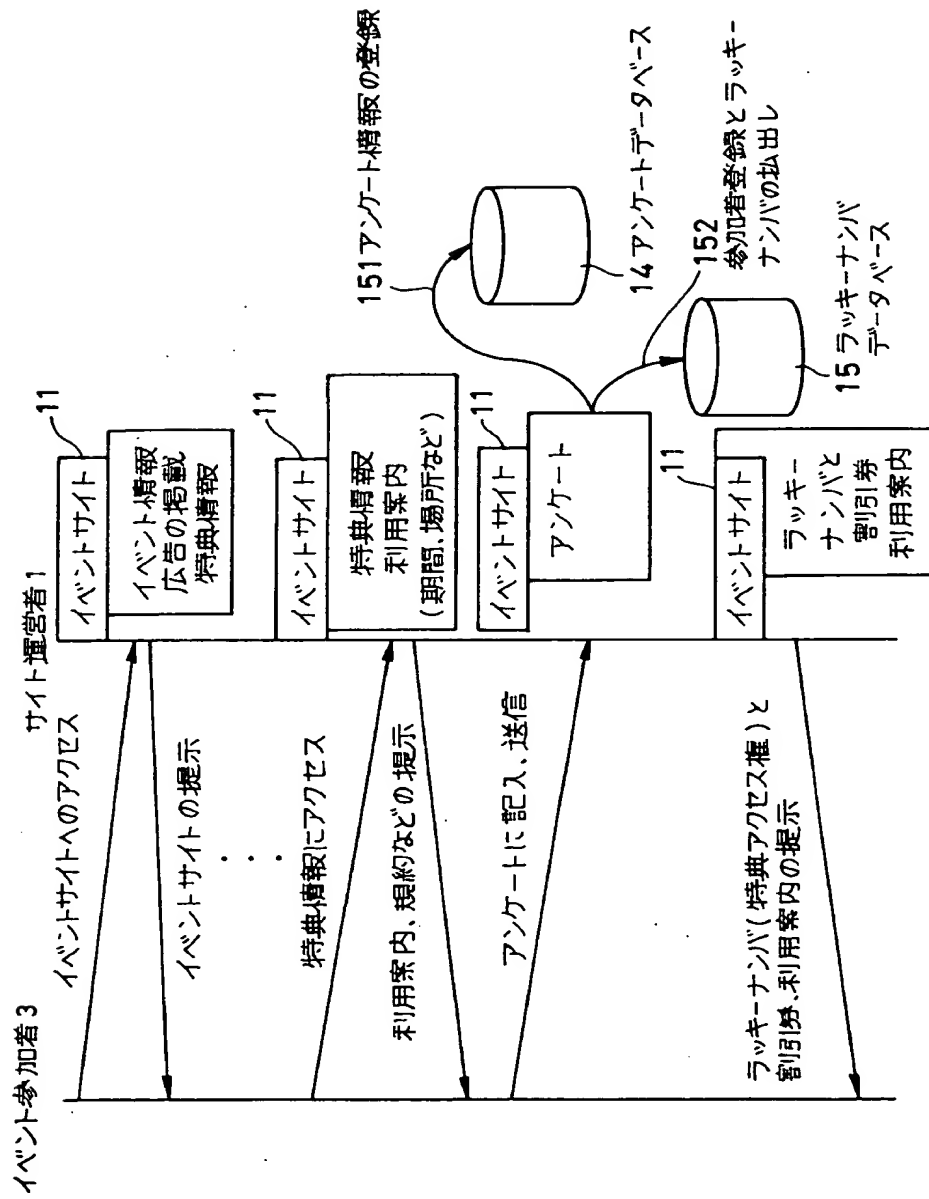 イベント参加者3
サイト運営者1
イベントサイトへのアクセス
イベントサイト
11
イベント情報
広告の掲載
特典情報
イベントサイトの提示
・・・
特典情報にアクセス
イベントサイト
11
特典情報
利用案内
(期間、場所など)
利用案内、規約などの提示
アンケートに記入、送信
イベントサイト
11
アンケート
151アンケート情報の登録
14アンケートデータベース
152
参加者登録とラッキー
ナンバの払出し
15ラッキーナンバ
データベース
11
イベントサイト
ラッキー
ナンバと
割引券
利用案内
ラッキーナンバ(特典アクセス権)と
割引券、利用案内の提示